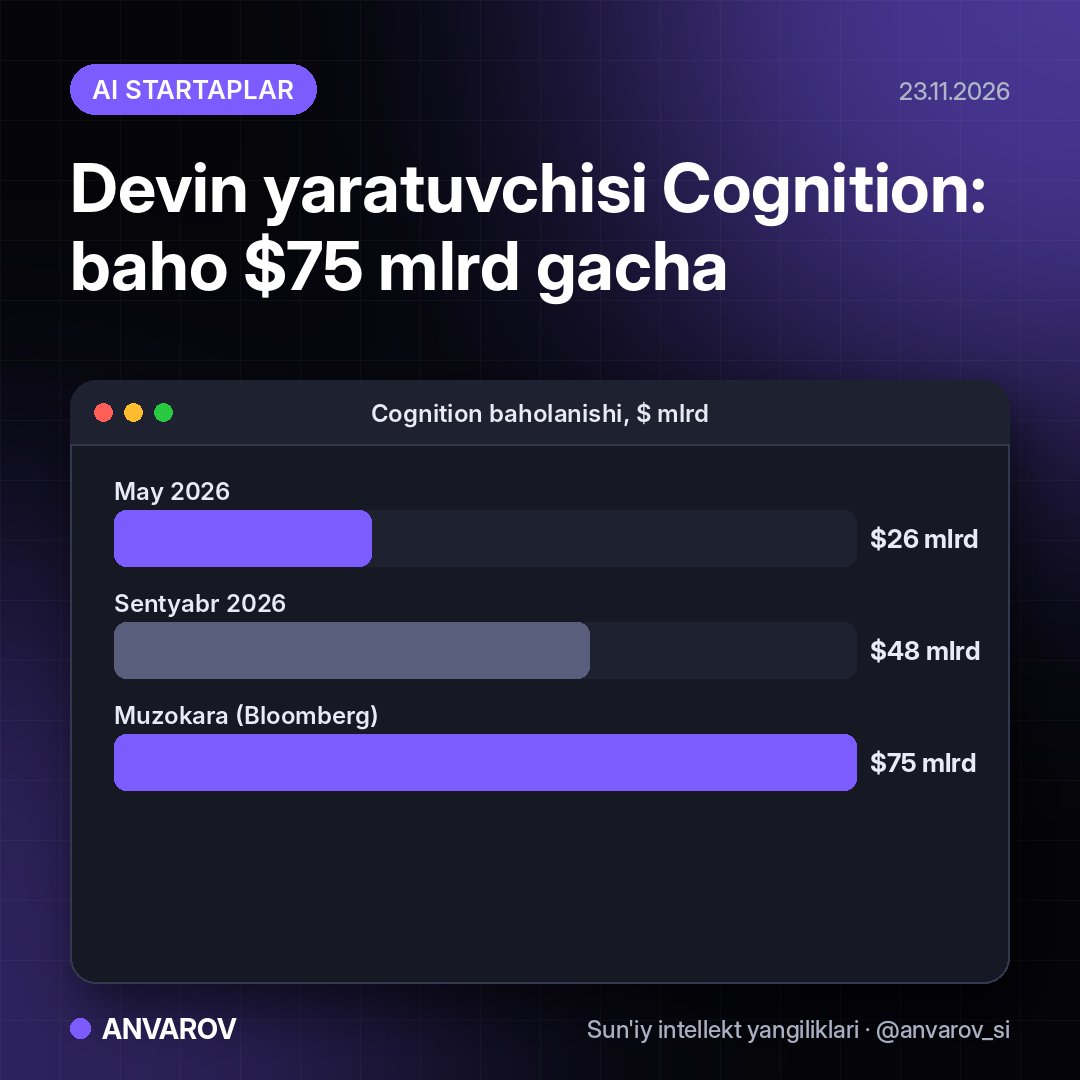 AI STARTAPLAR
23.11.2026
Devin yaratuvchisi Cognition:
baho $75 mlrd gacha
Cognition baholanishi, $ mlrd
May 2026
$26 mlrd
Sentyabr 2026
$48 mlrd
Muzokara (Bloomberg)
$75 mlrd
ANVAROV
Sun'iy intellekt yangiliklari · @anvarov_si